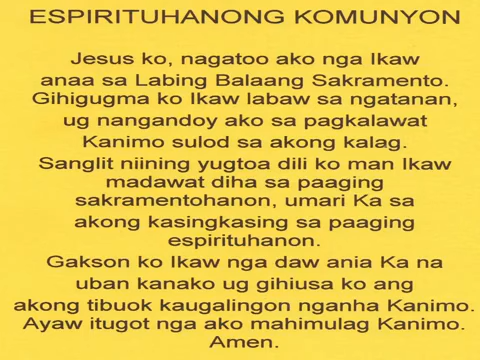 ESPIRITUHANONG KOMUNYON
Jesus ko, nagatoo ako nga Ikaw
anaa sa Labing Balaang Sakramento.
Gihigugma ko Ikaw labaw sa ngatanan,
ug nangandoy ako sa pagkalawat
Kanimo sulod sa akong kalag.
Sanglit niining yugtoa dili ko man Ikaw
madawat diha sa paaging
sakramentohanon, umari Ka sa
akong kasingkasing sa paaging
espirituhanon.
Gakson ko Ikaw nga daw ania Ka na
uban kanako ug gihiusa ko ang
akong tibuok kaugalingon nganha Kanimo.
Ayaw itugot nga ako mahimulag Kanimo.
Amen.